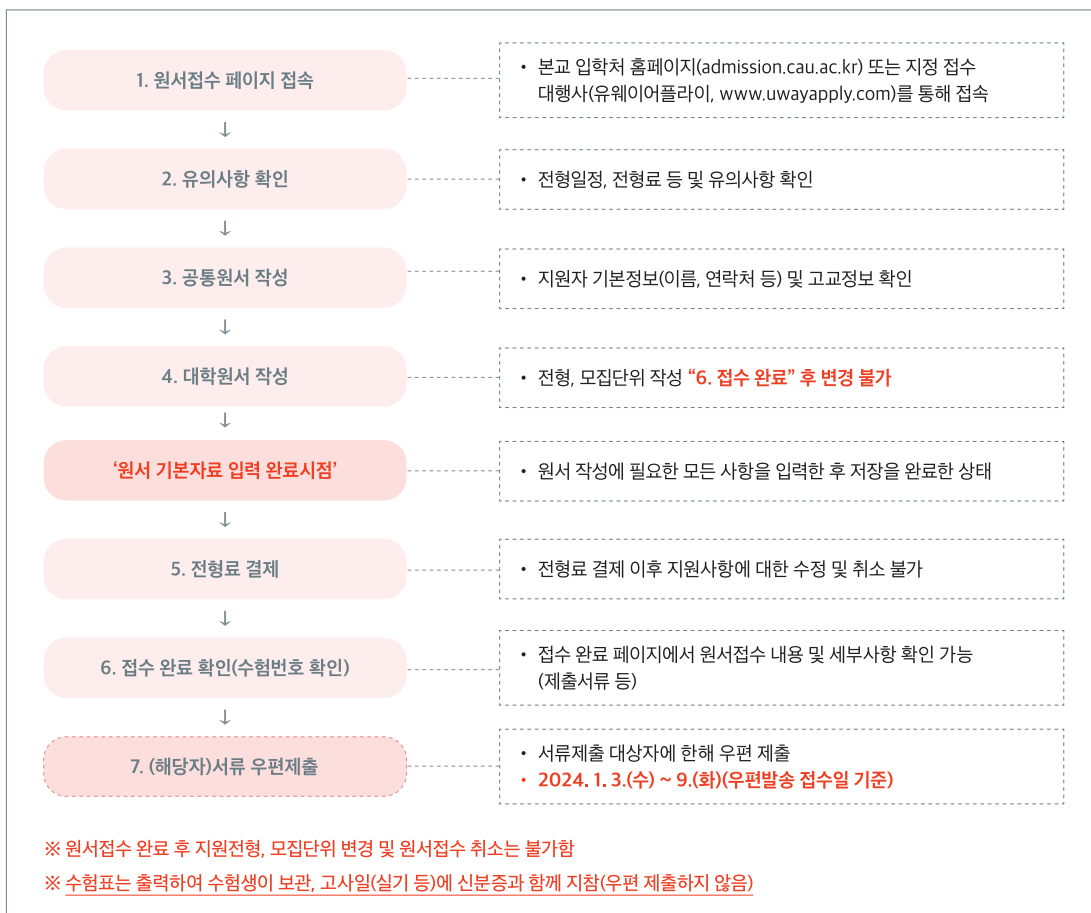 1. 원서접수 페이지 접속
• 본교 입학처 홈페이지(admission.cau.ac.kr) 또는 지정 접수
대행사(유웨이어플라이, www.uwayapply.com)를 통해 접속
↓
2. 유의사항 확인
• 전형일정, 전형료 등 및 유의사항 확인
↓
3. 공통원서 작성
• 지원자 기본정보(이름, 연락처 등) 및 고교정보 확인
↓
4. 대학원서 작성
• 전형, 모집단위 작성 “6. 접수 완료” 후 변경 불가
↓
‘원서 기본자료 입력 완료시점’
• 원서 작성에 필요한 모든 사항을 입력한 후 저장을 완료한 상태
↓
5. 전형료 결제
• 전형료 결제 이후 지원사항에 대한 수정 및 취소 불가
↓
6. 접수 완료 확인(수험번호 확인)
• 접수 완료 페이지에서 원서접수 내용 및 세부사항 확인 가능
(제출서류 등)
↓
7. (해당자)서류 우편제출
• 서류제출 대상자에 한해 우편 제출
• 2024. 1. 3.(수) ~ 9.(화)(우편발송 접수일 기준)
※ 원서접수 완료 후 지원전형, 모집단위 변경 및 원서접수 취소는 불가함
※ 수험표는 출력하여 수험생이 보관, 고사일(실기 등)에 신분증과 함께 지참(우편 제출하지 않음)